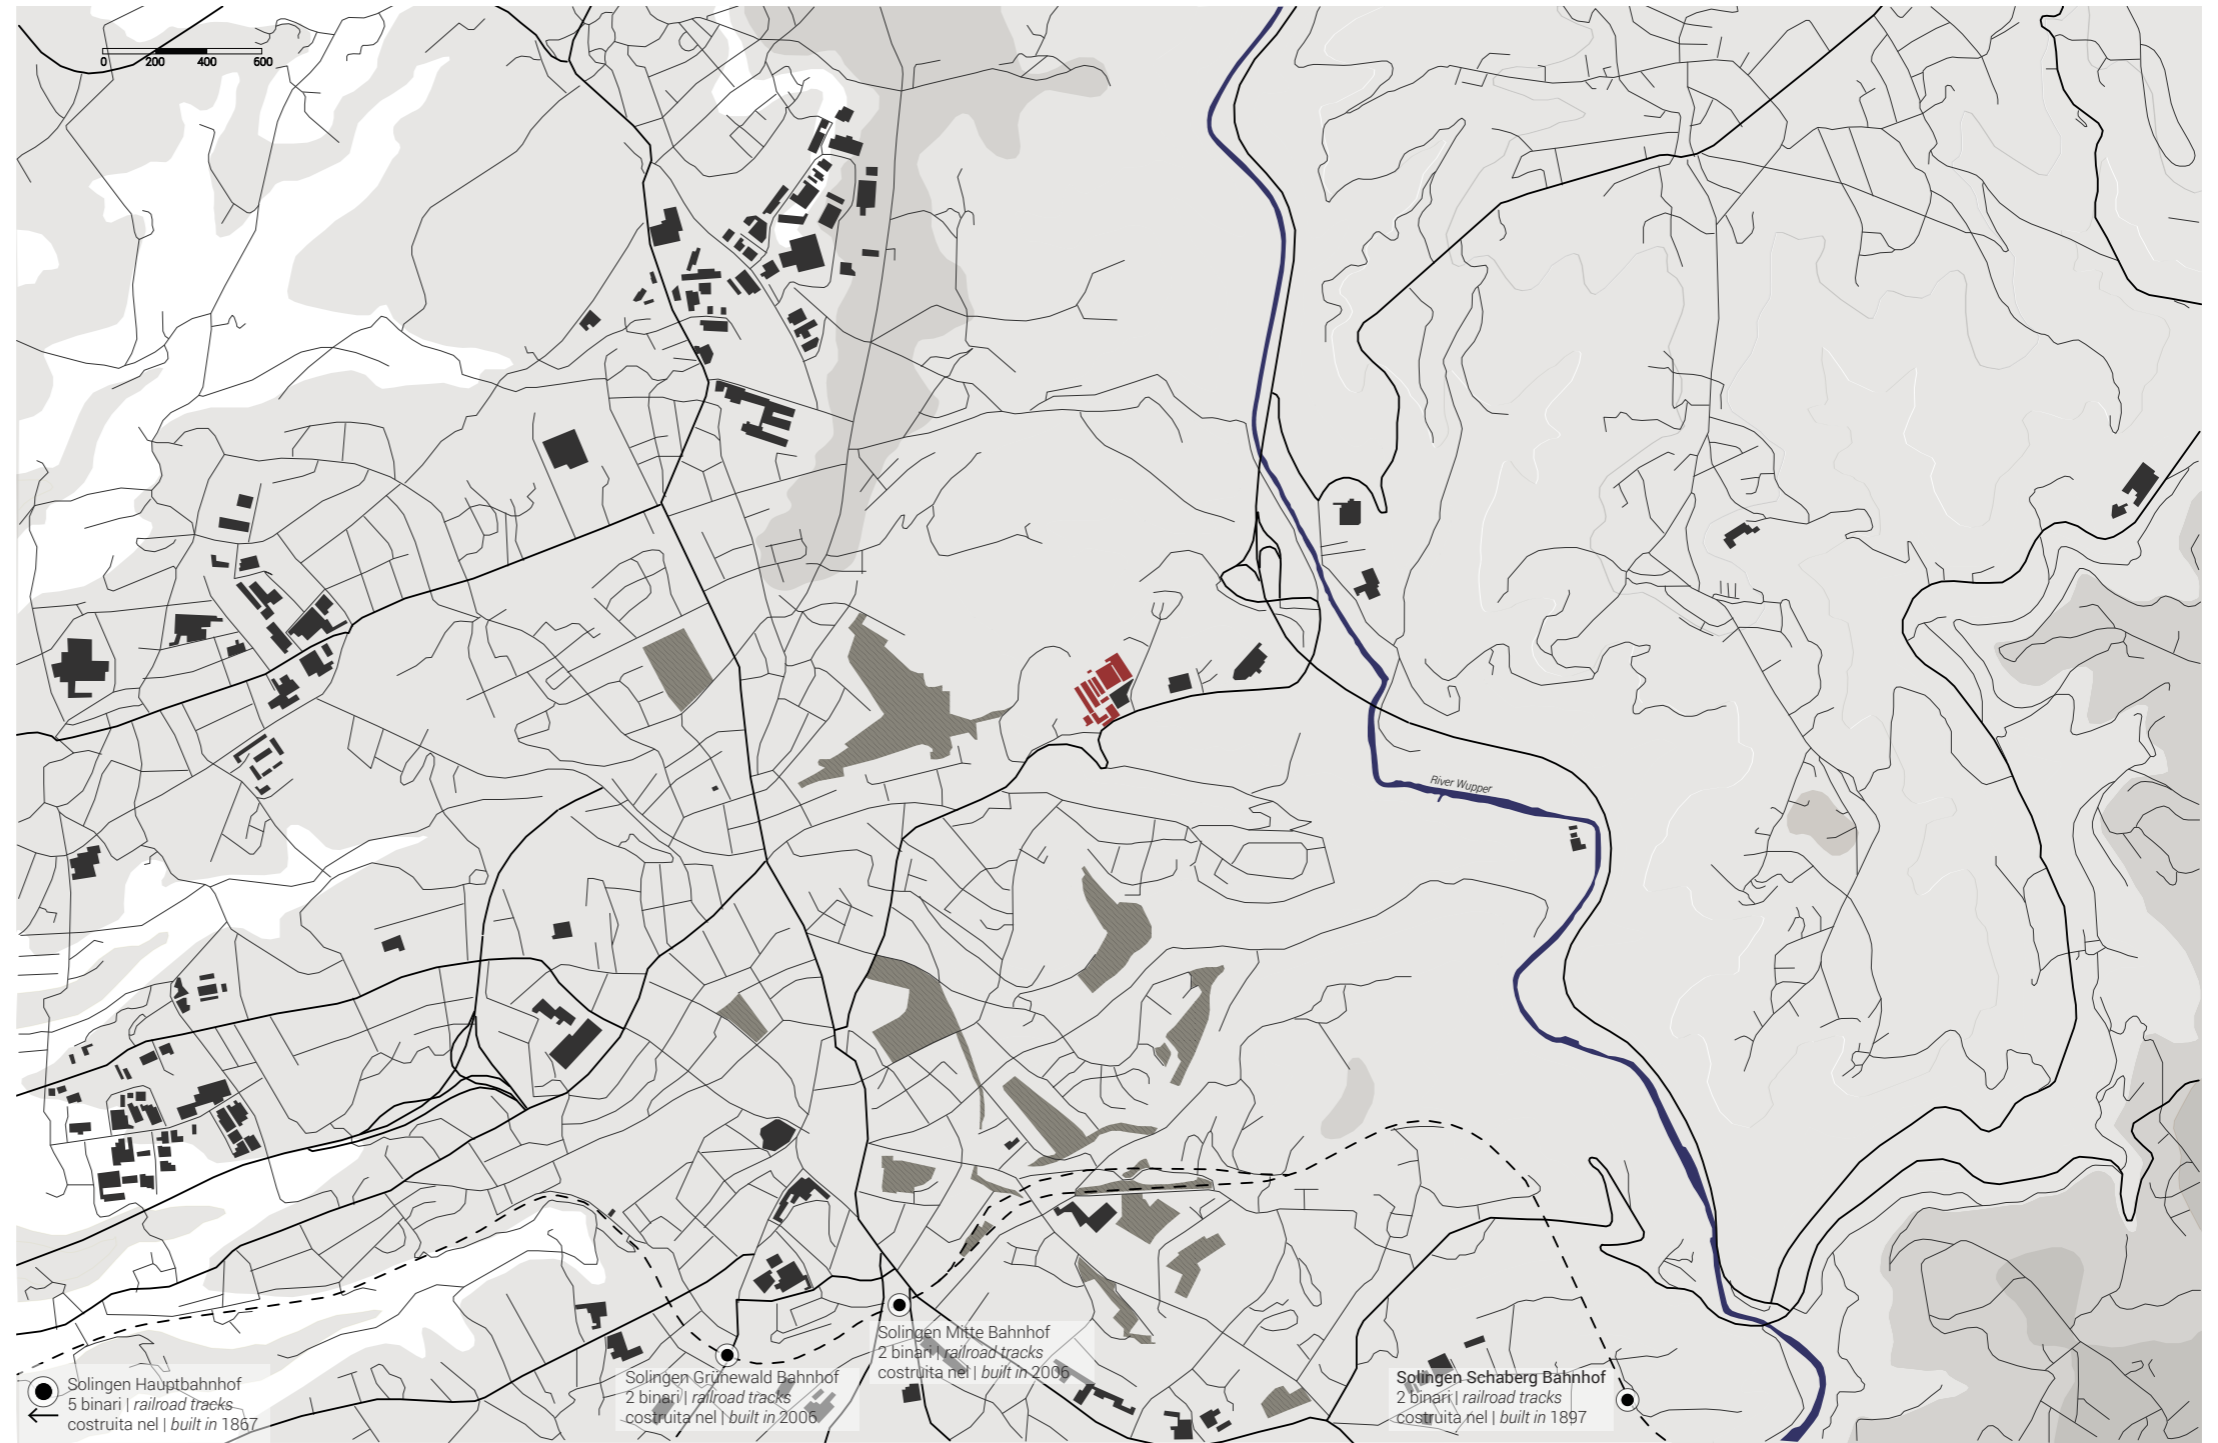 0 200 400 600
River Wupper
Solingen Mitte Bahnhof
2 binari | railroad tracks
costruita nel | built in 2006
Solingen Grünewald Bahnhof
2 binari | railroad tracks
costruita nel | built in 2006
Solingen Schaberg Bahnhof
2 binari | railroad tracks
costruita nel | built in 1897
Solingen Hauptbahnhof
5 binari | railroad tracks
costruita nel | built in 1867